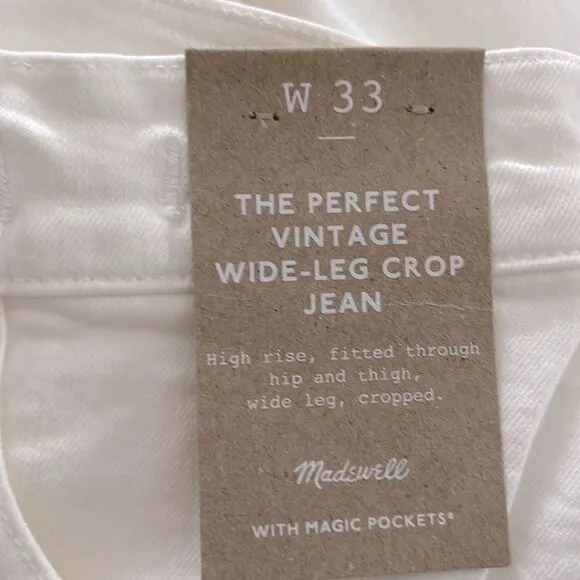 W 33
THE PERFECT
VINTAGE
WIDE-LEG CROP
JEAN
High rise, fitted through
hip and thigh,
wide leg, cropped.
Madewell
WITH MAGIC POCKETS®